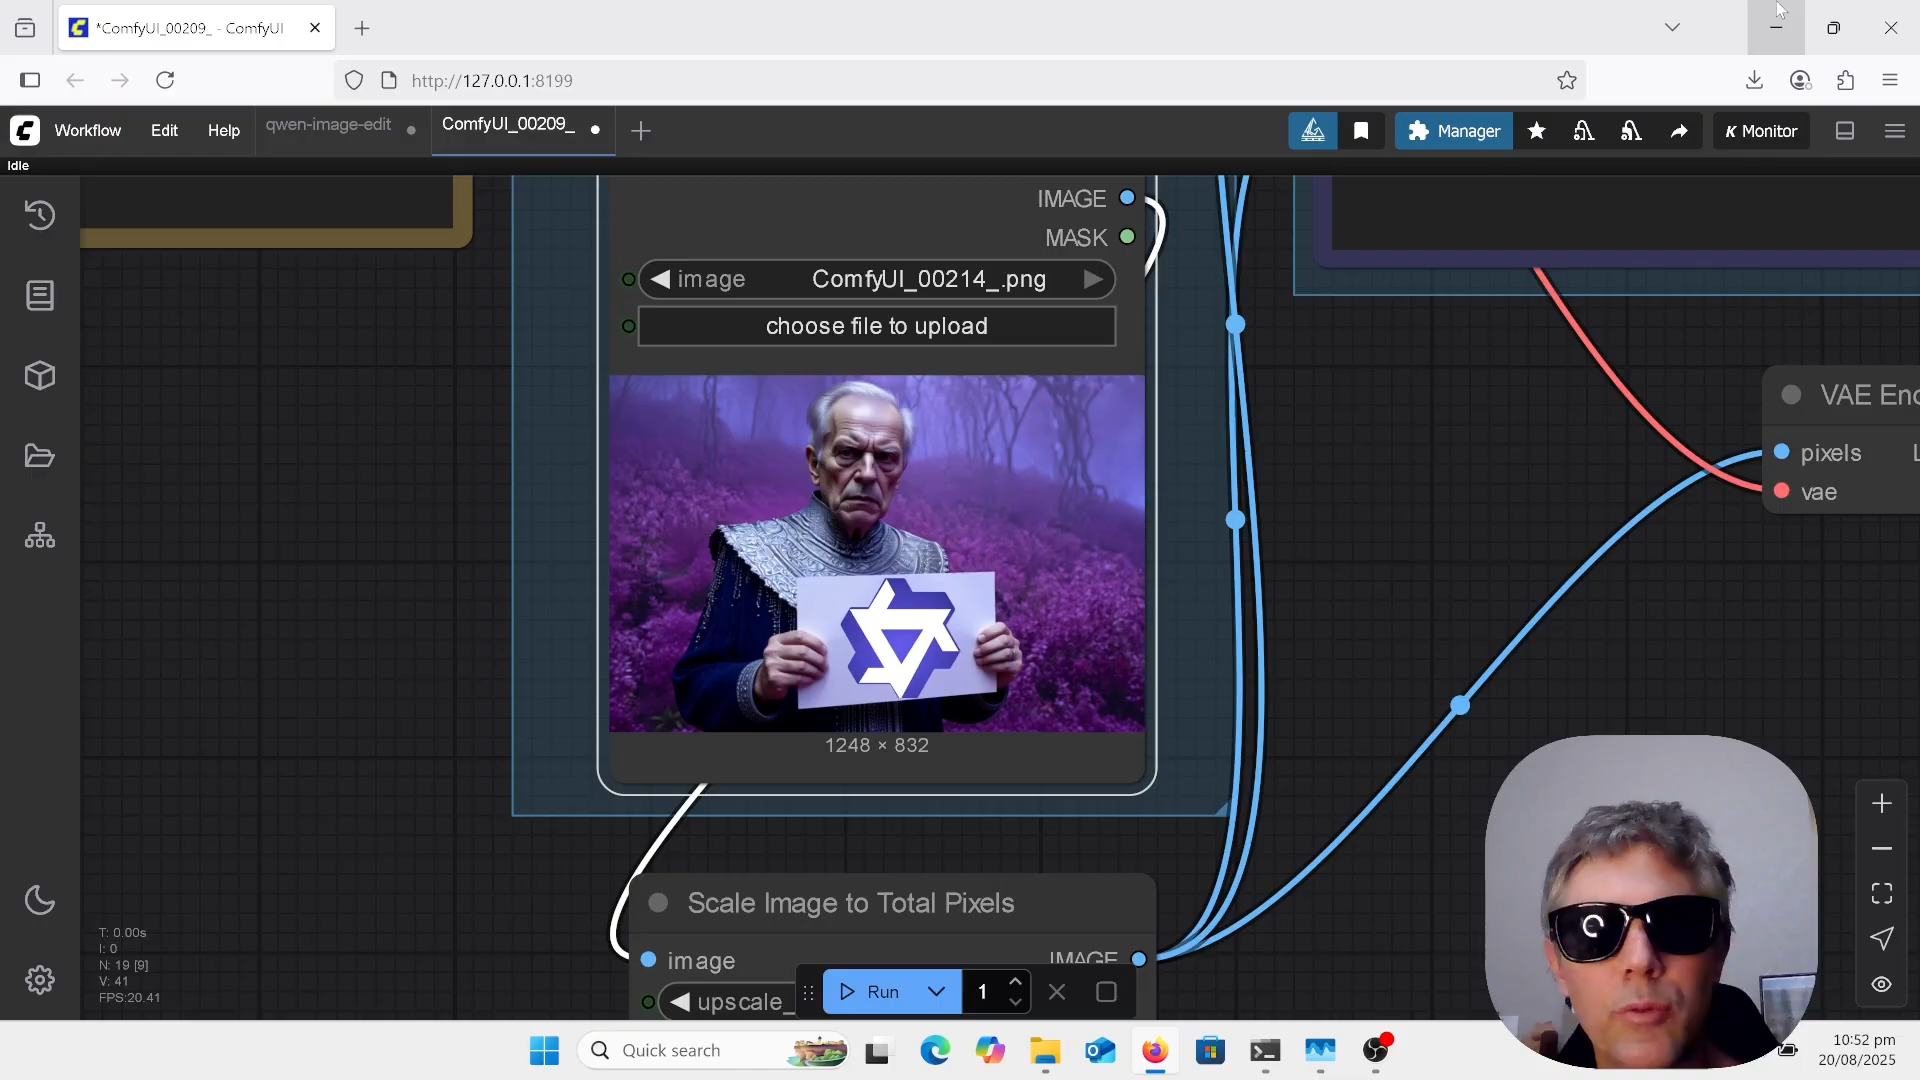 *ComfyUI_00209_ - ComfyUI
http://127.0.0.1:8199
Workflow
Edit
Help
qwen-image-edit
ComfyUI_00209_
Manager
Monitor
Idle
IMAGE
MASK
image
ComfyUI_00214_.png
choose file to upload
1248 × 832
VAE Enc
pixels
L
vae
Scale Image to Total Pixels
image
IMAGE
upscale_
Run
1
T: 0.00s
I: 0
N: 19 [9]
V: 41
FPS:20.41
Quick search
10:52 pm
20/08/2025